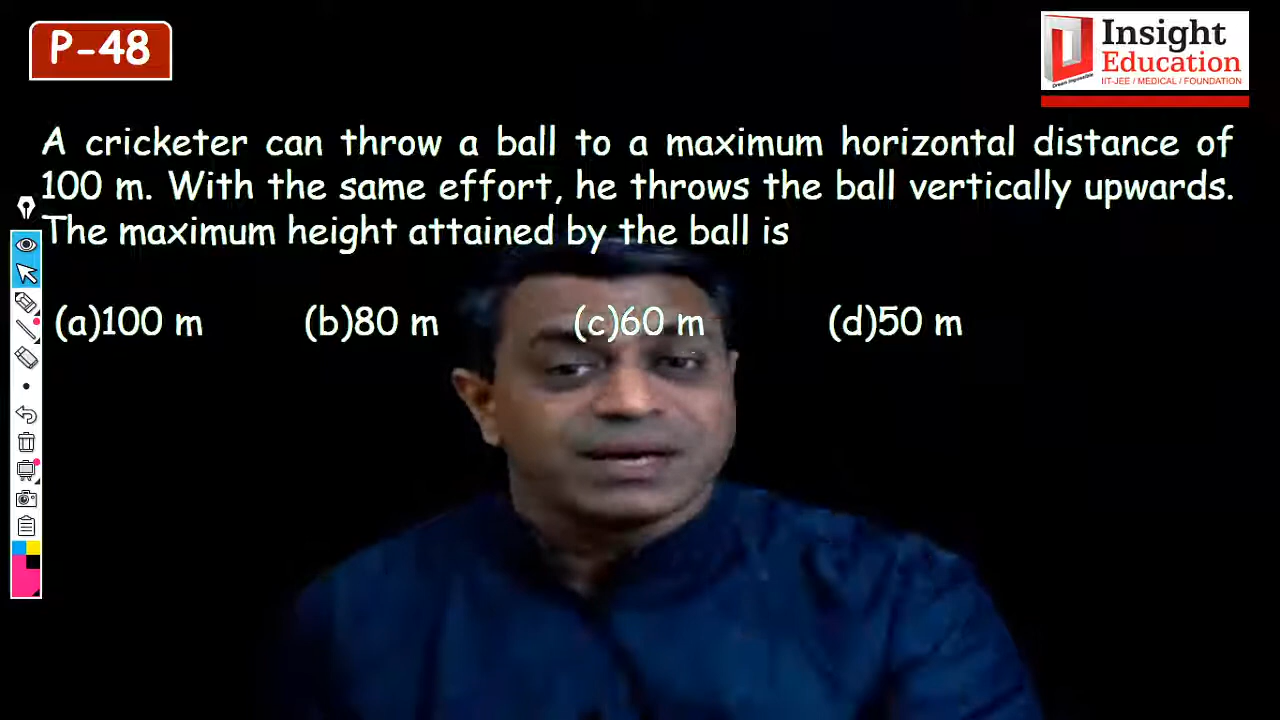 P-48
Insight
Education
IIT-JEE / MEDICAL / FOUNDATION
Dream Impossible
A cricketer can throw a ball to a maximum horizontal distance of
100 m. With the same effort, he throws the ball vertically upwards.
The maximum height attained by the ball is
(a)100 m (b)80 m (c)60 m (d)50 m